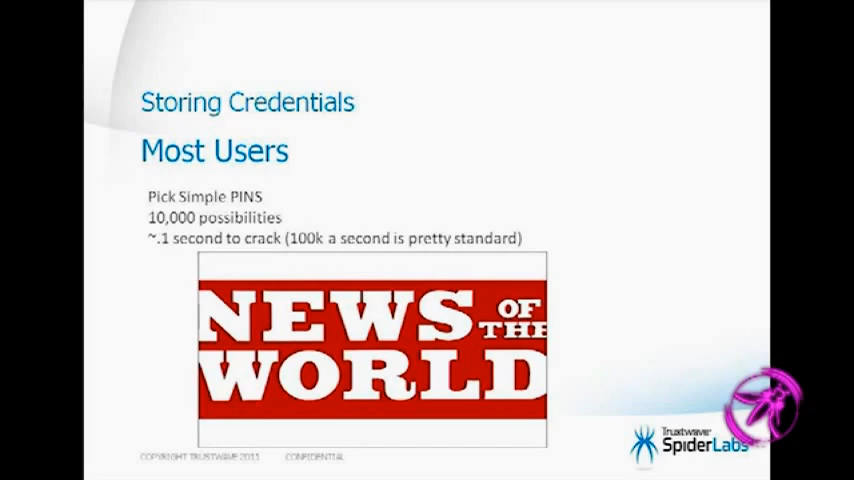 Storing Credentials
Most Users
Pick Simple PINS
10,000 possibilities
~.1 second to crack (100k a second is pretty standard)
NEWS OF THE
WORLD
COPYRIGHT TRUSTWAVE 2011 CONFIDENTIAL
Trustwave
SpiderLabs